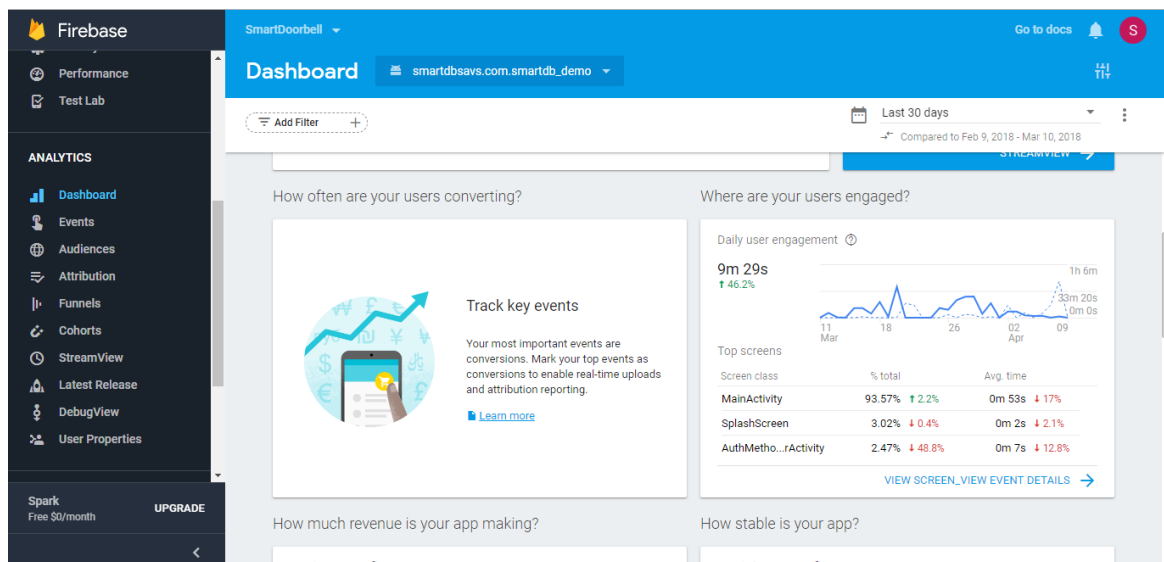 Firebase
Performance
Test Lab
ANALYTICS
Dashboard
Events
Audiences
Attribution
Funnels
Cohorts
StreamView
Latest Release
DebugView
User Properties
Spark
Free $0/month
UPGRADE
SmartDoorbell
Go to docs
S
Dashboard
smartdbsavs.com.smartdb_demo
Add Filter
Last 30 days
Compared to Feb 9, 2018 - Mar 10, 2018
STREAMVIEW
How often are your users converting?
Track key events
Your most important events are
conversions. Mark your top events as
conversions to enable real-time uploads
and attribution reporting.
Learn more
Where are your users engaged?
Daily user engagement
9m 29s
46.2%
1h 6m
33m 20s
0m 0s
11 18 26 02 09
Mar Apr
Top screens
Screen class % total Avg. time
MainActivity 93.57% 2.2% 0m 53s 17%
SplashScreen 3.02% 0.4% 0m 2s 2.1%
AuthMetho...rActivity 2.47% 48.8% 0m 7s 12.8%
VIEW SCREEN_VIEW EVENT DETAILS
How much revenue is your app making?
How stable is your app?